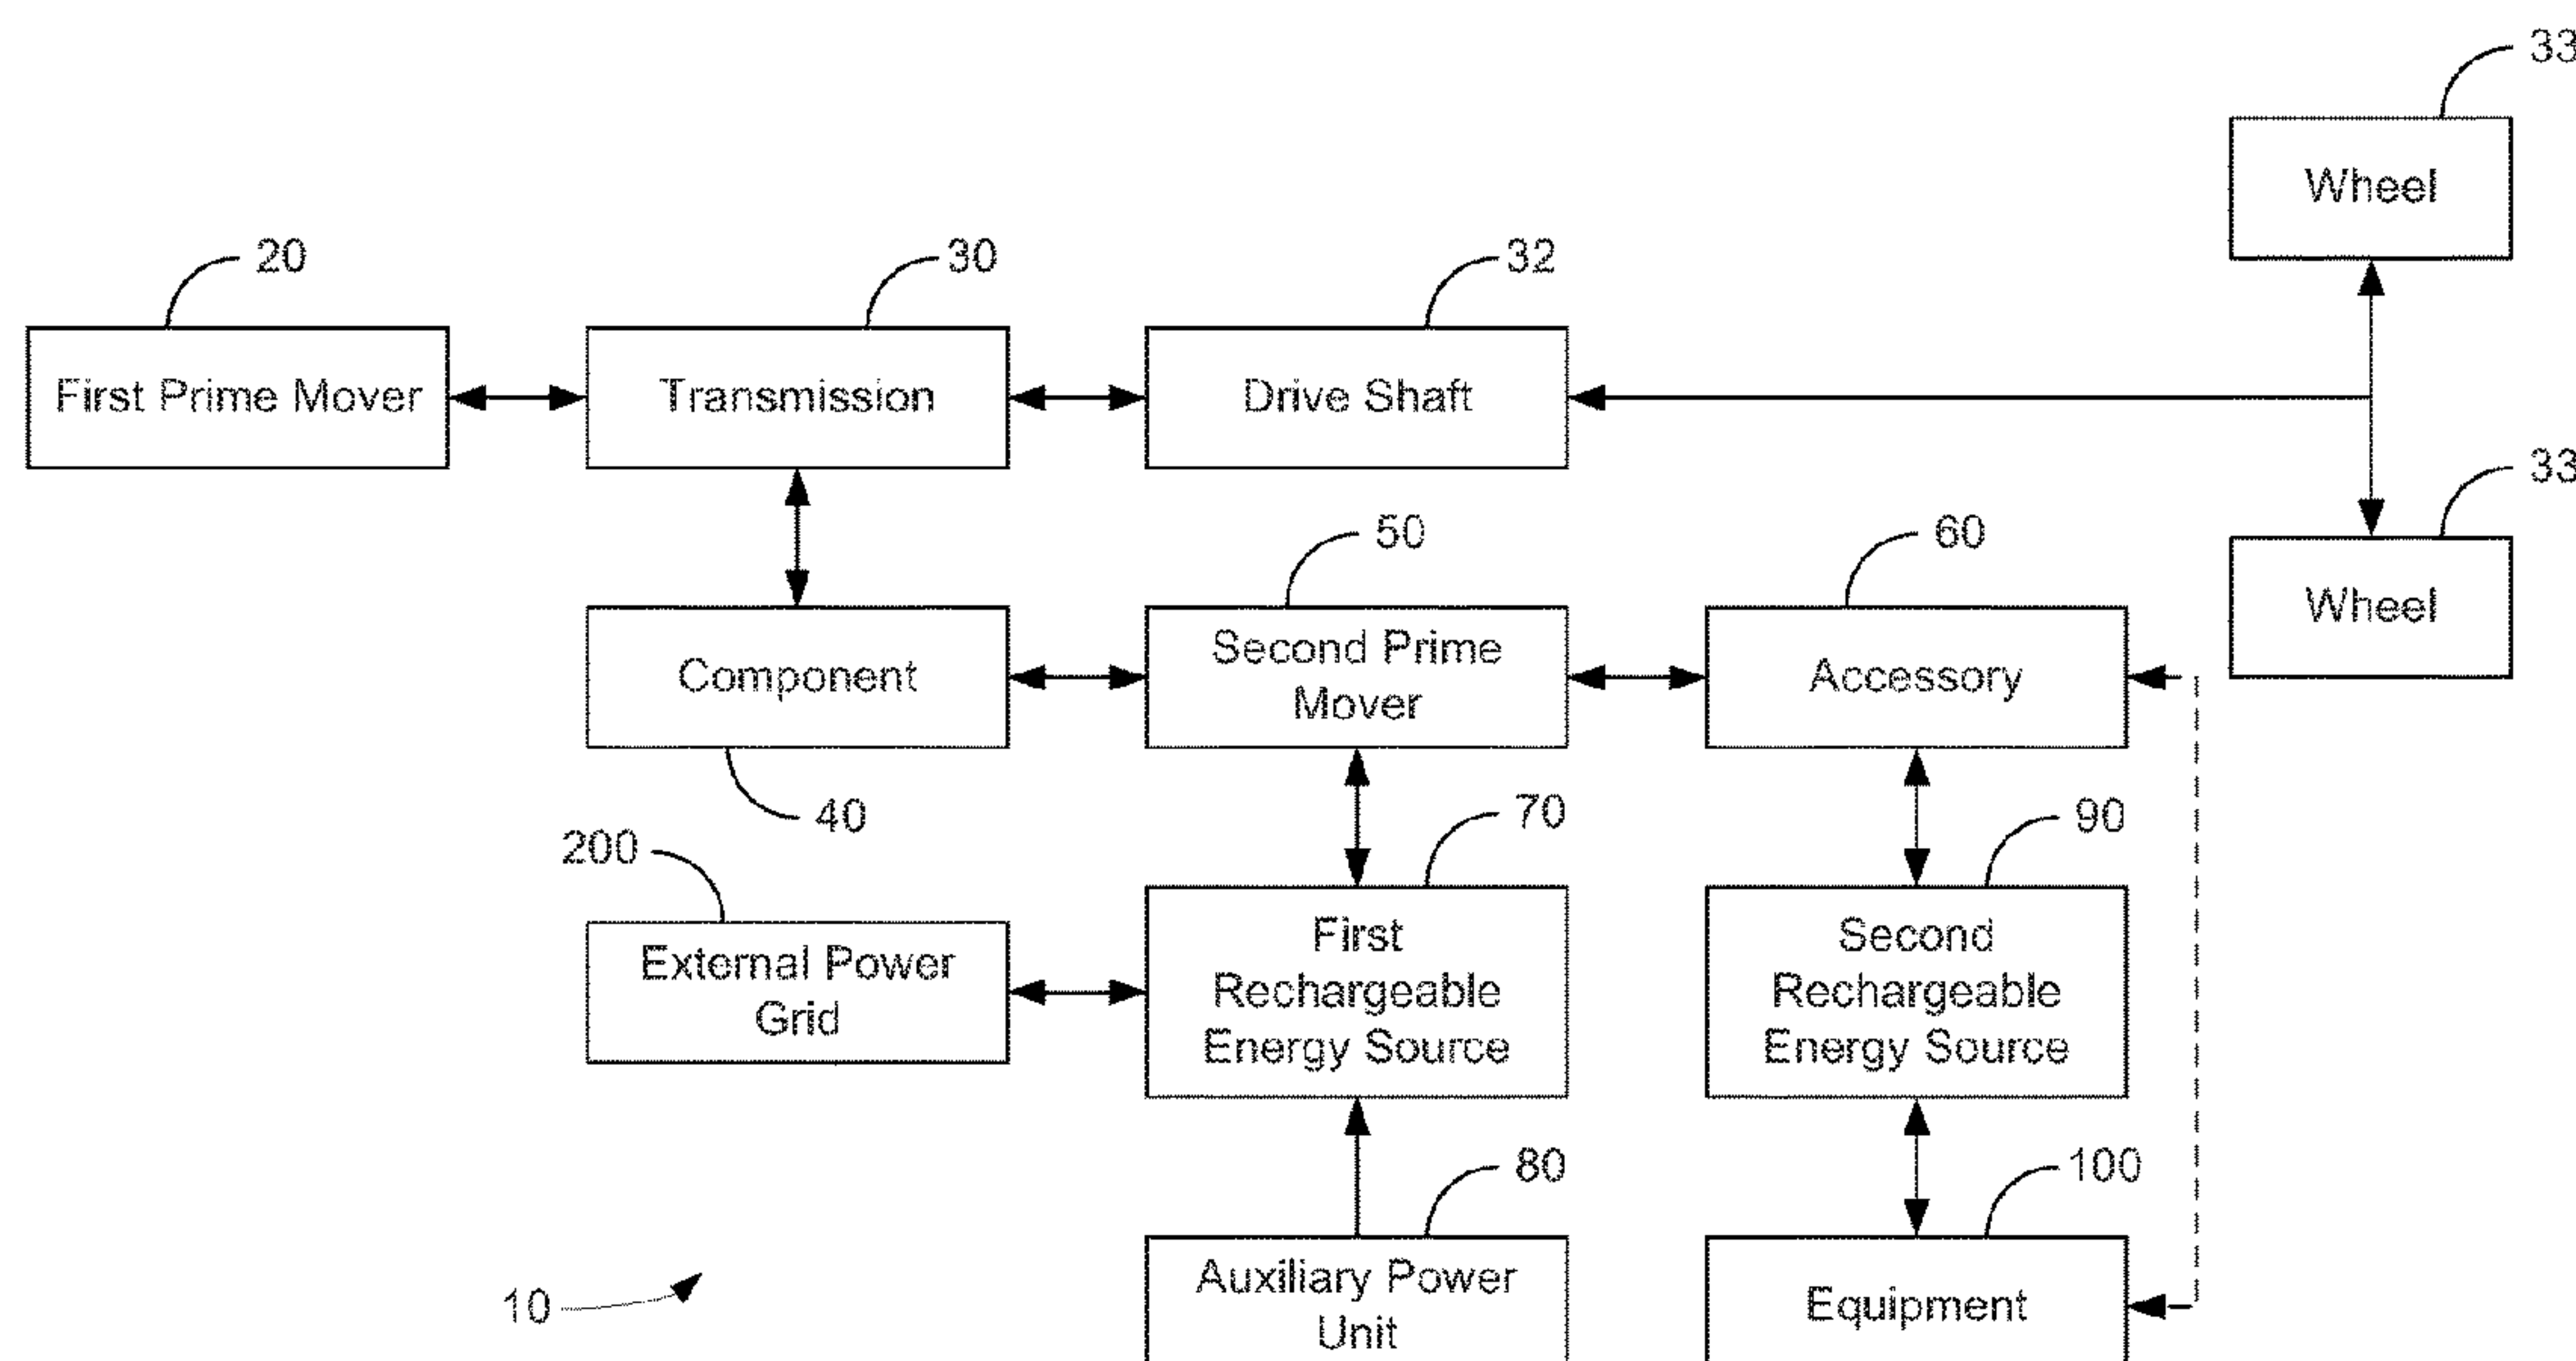 33
Wheel
20
30
32
First Prime Mover
Transmission
Drive Shaft
33
Wheel
50
60
Component
Second Prime
Mover
Accessory
40
200
70
90
External Power
Grid
First
Rechargeable
Energy Source
Second
Rechargeable
Energy Source
80
100
10
Auxiliary Power
Unit
Equipment